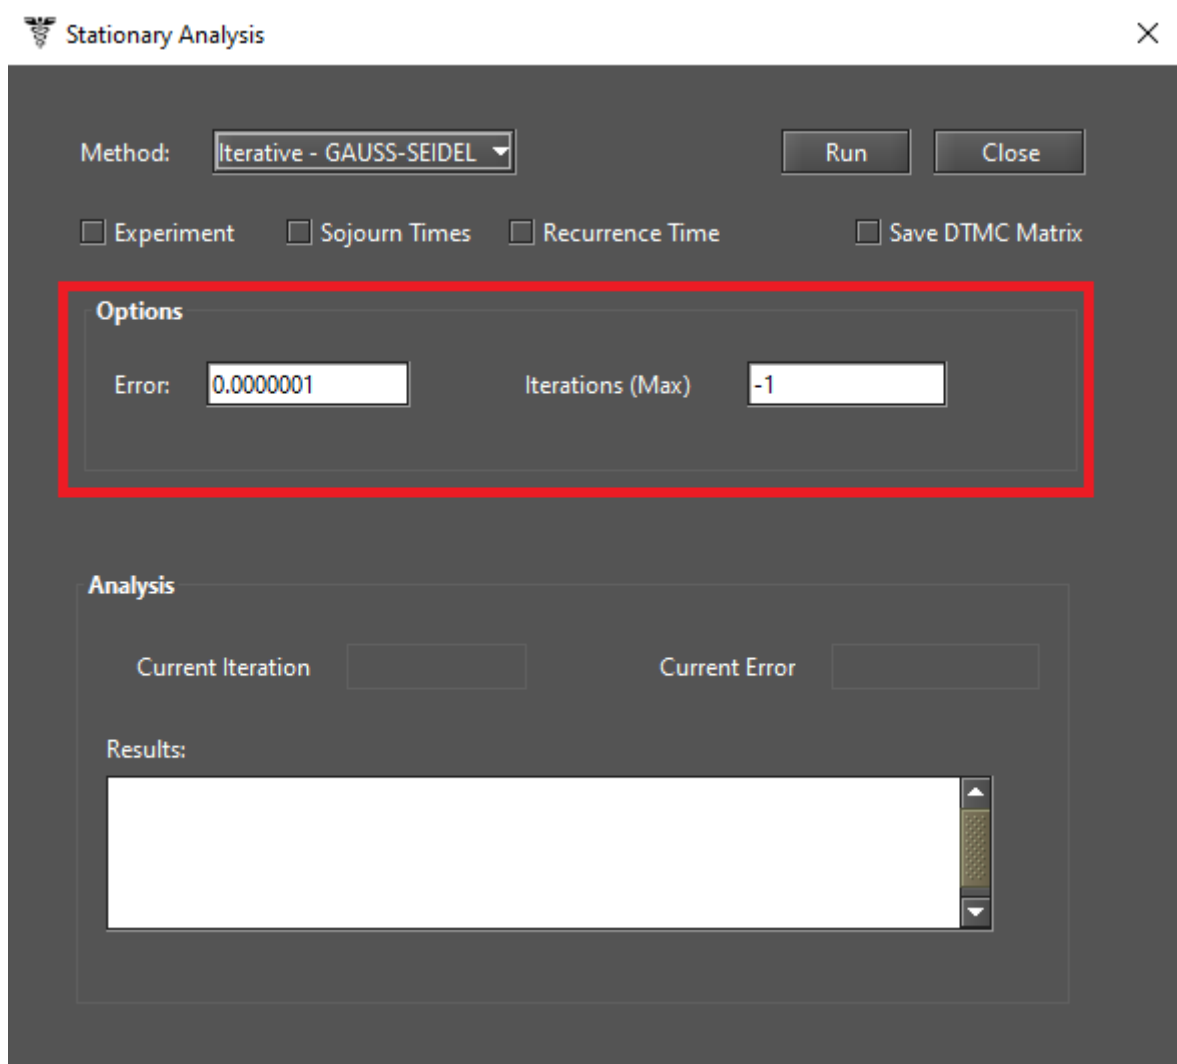 Stationary Analysis
Method: Iterative - GAUSS-SEIDEL Run Close
Experiment Sojourn Times Recurrence Time Save DTMC Matrix
Options
Error: 0.0000001 Iterations (Max) -1
Analysis
Current Iteration Current Error
Results: